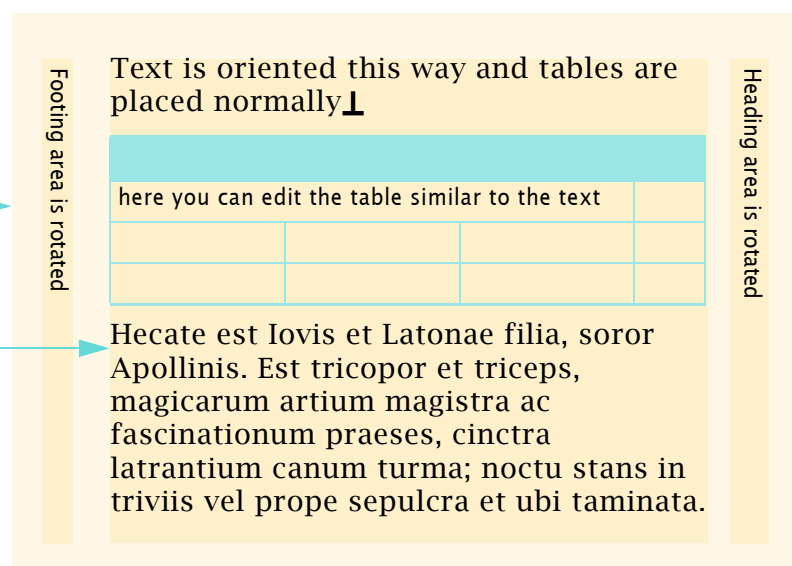 Footing area is rotated
Text is oriented this way and tables are
placed normally
here you can edit the table similar to the text
Hecate est Iovis et Latonae filia, soror
Apollinis. Est tricopor et triceps,
magicarum artium magistra ac
fascinationum praeses, cinctra
latrantium canum turma; noctu stans in
triviis vel prope sepulcra et ubi taminata.
Heading area is rotated